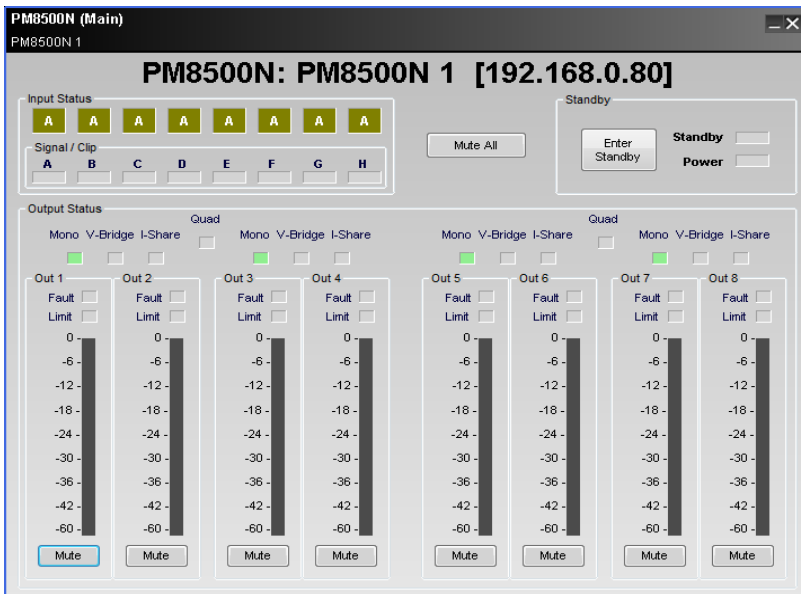 PM8500N (Main)
PM8500N 1
PM8500N: PM8500N 1 [192.168.0.80]
Input Status
A A A A A A A A
Signal / Clip
A B C D E F G H
Mute All
Standby
Enter Standby
Standby
Power
Output Status
Quad Quad
Mono V-Bridge I-Share Mono V-Bridge I-Share Mono V-Bridge I-Share Mono V-Bridge I-Share
Out 1 Out 2 Out 3 Out 4 Out 5 Out 6 Out 7 Out 8
Fault Fault Fault Fault Fault Fault Fault Fault
Limit Limit Limit Limit Limit Limit Limit Limit
0 - 0 - 0 - 0 - 0 - 0 - 0 - 0 -
-6 - -6 - -6 - -6 - -6 - -6 - -6 - -6 -
-12 - -12 - -12 - -12 - -12 - -12 - -12 - -12 -
-18 - -18 - -18 - -18 - -18 - -18 - -18 - -18 -
-24 - -24 - -24 - -24 - -24 - -24 - -24 - -24 -
-30 - -30 - -30 - -30 - -30 - -30 - -30 - -30 -
-36 - -36 - -36 - -36 - -36 - -36 - -36 - -36 -
-42 - -42 - -42 - -42 - -42 - -42 - -42 - -42 -
-60 - -60 - -60 - -60 - -60 - -60 - -60 - -60 -
Mute Mute Mute Mute Mute Mute Mute Mute